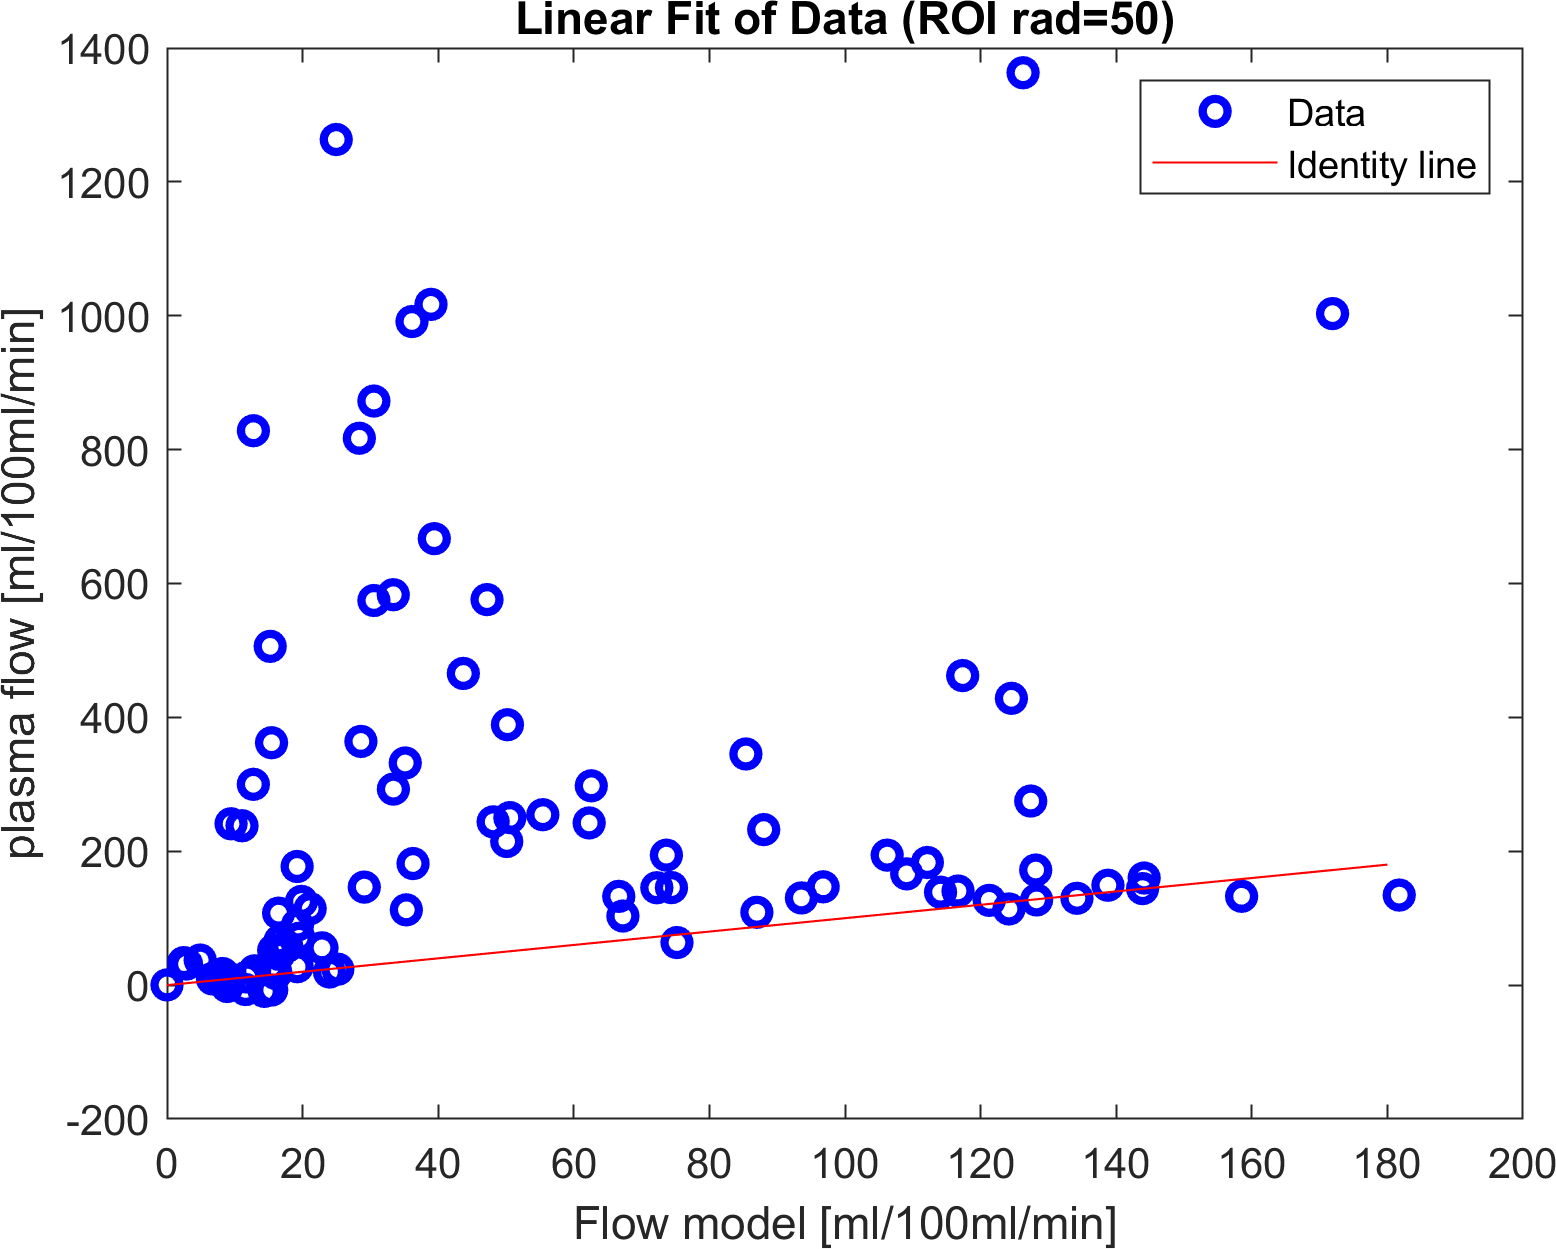 Linear Fit of Data (ROI rad=50)
1400
1200
1000
800
600
400
200
0
-200
plasma flow [ml/100ml/min]
Data
Identity line
0 20 40 60 80 100 120 140 160 180 200
Flow model [ml/100ml/min]